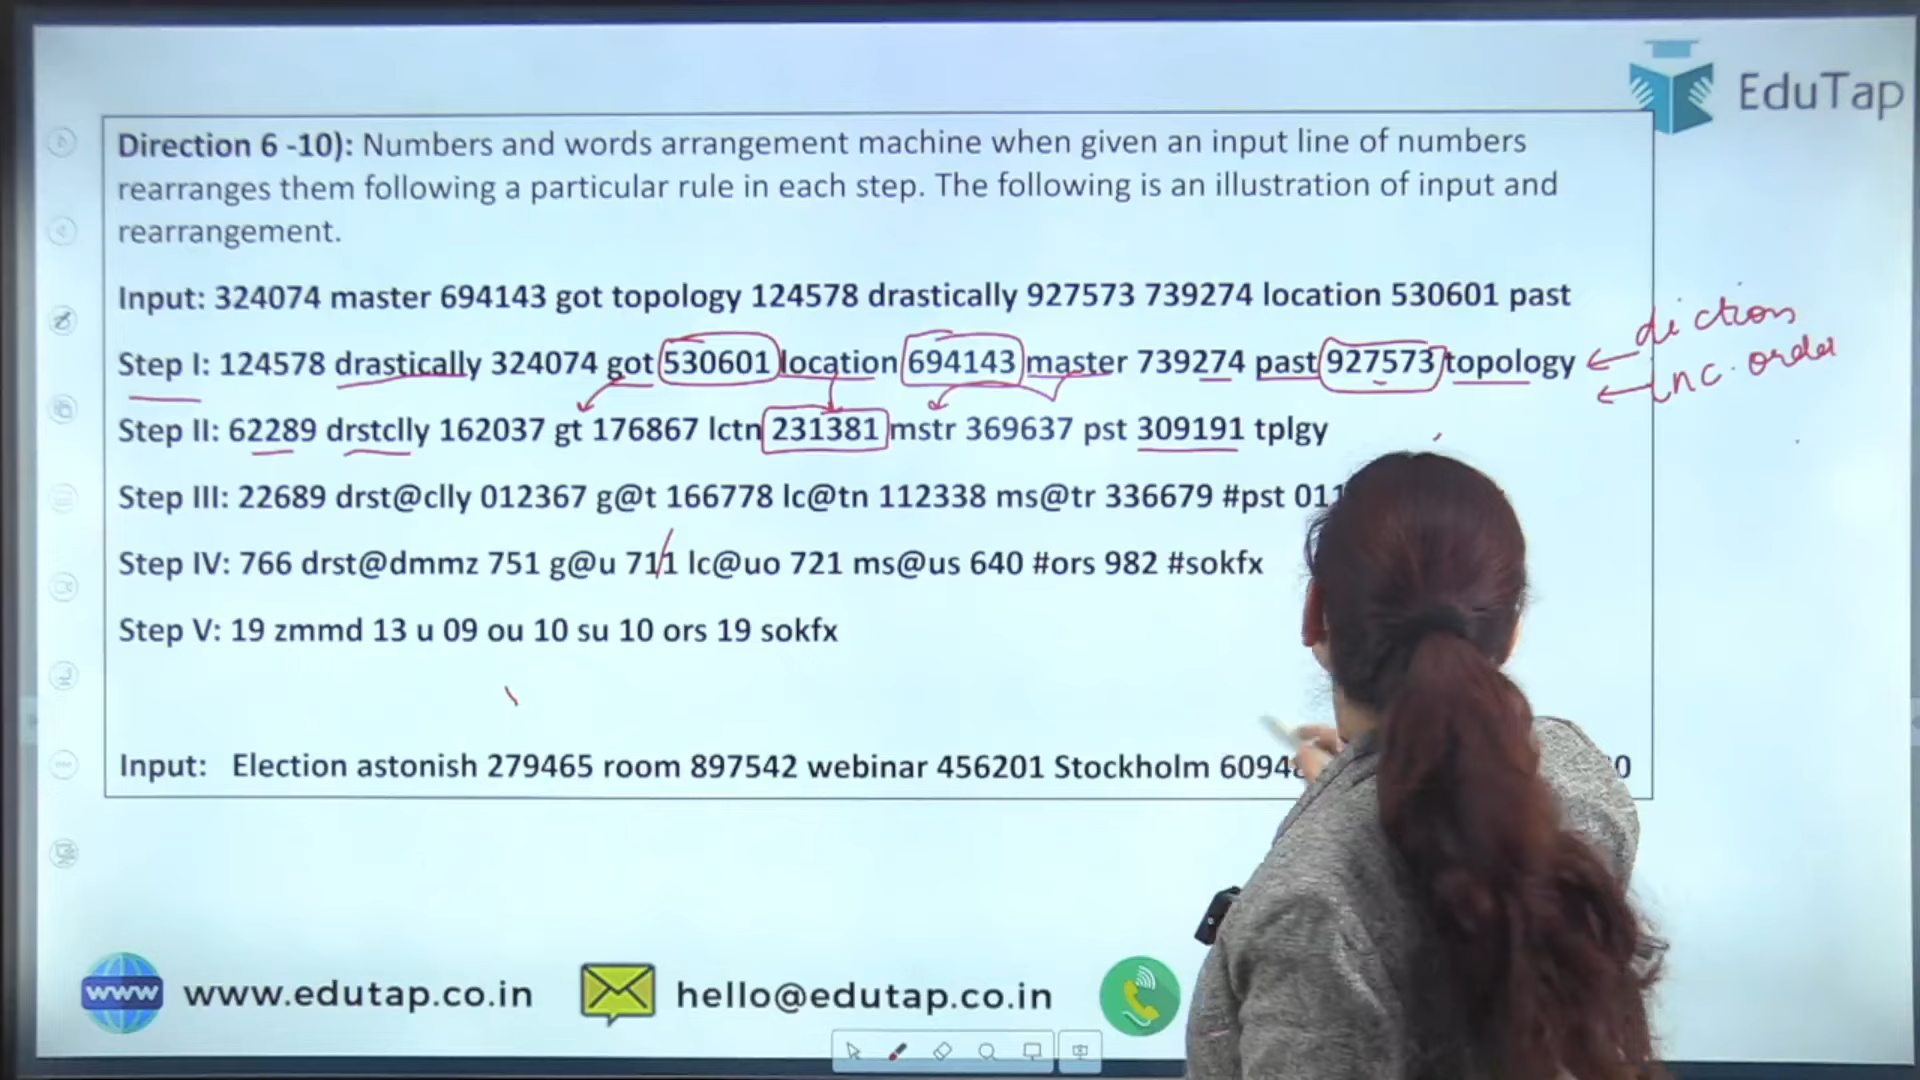 EduTap
Direction 6 -10): Numbers and words arrangement machine when given an input line of numbers
rearranges them following a particular rule in each step. The following is an illustration of input and
rearrangement.
Input: 324074 master 694143 got topology 124578 drastically 927573 739274 location 530601 past
Step I: 124578 drastically 324074 got 530601 location 694143 master 739274 past 927573 topology
diction
inc. order
Step II: 62289 drstclly 162037 gt 176867 lctn 231381 mstr 369637 pst 309191 tplgy
Step III: 22689 drst@clly 012367 g@t 166778 lc@tn 112338 ms@tr 336679 #pst 011
Step IV: 766 drst@dmmz 751 g@u 711 lc@uo 721 ms@us 640 #ors 982 #sokfx
Step V: 19 zmmd 13 u 09 ou 10 su 10 ors 19 sokfx
Input: Election astonish 279465 room 897542 webinar 456201 Stockholm 6094
www www.edutap.co.in hello@edutap.co.in